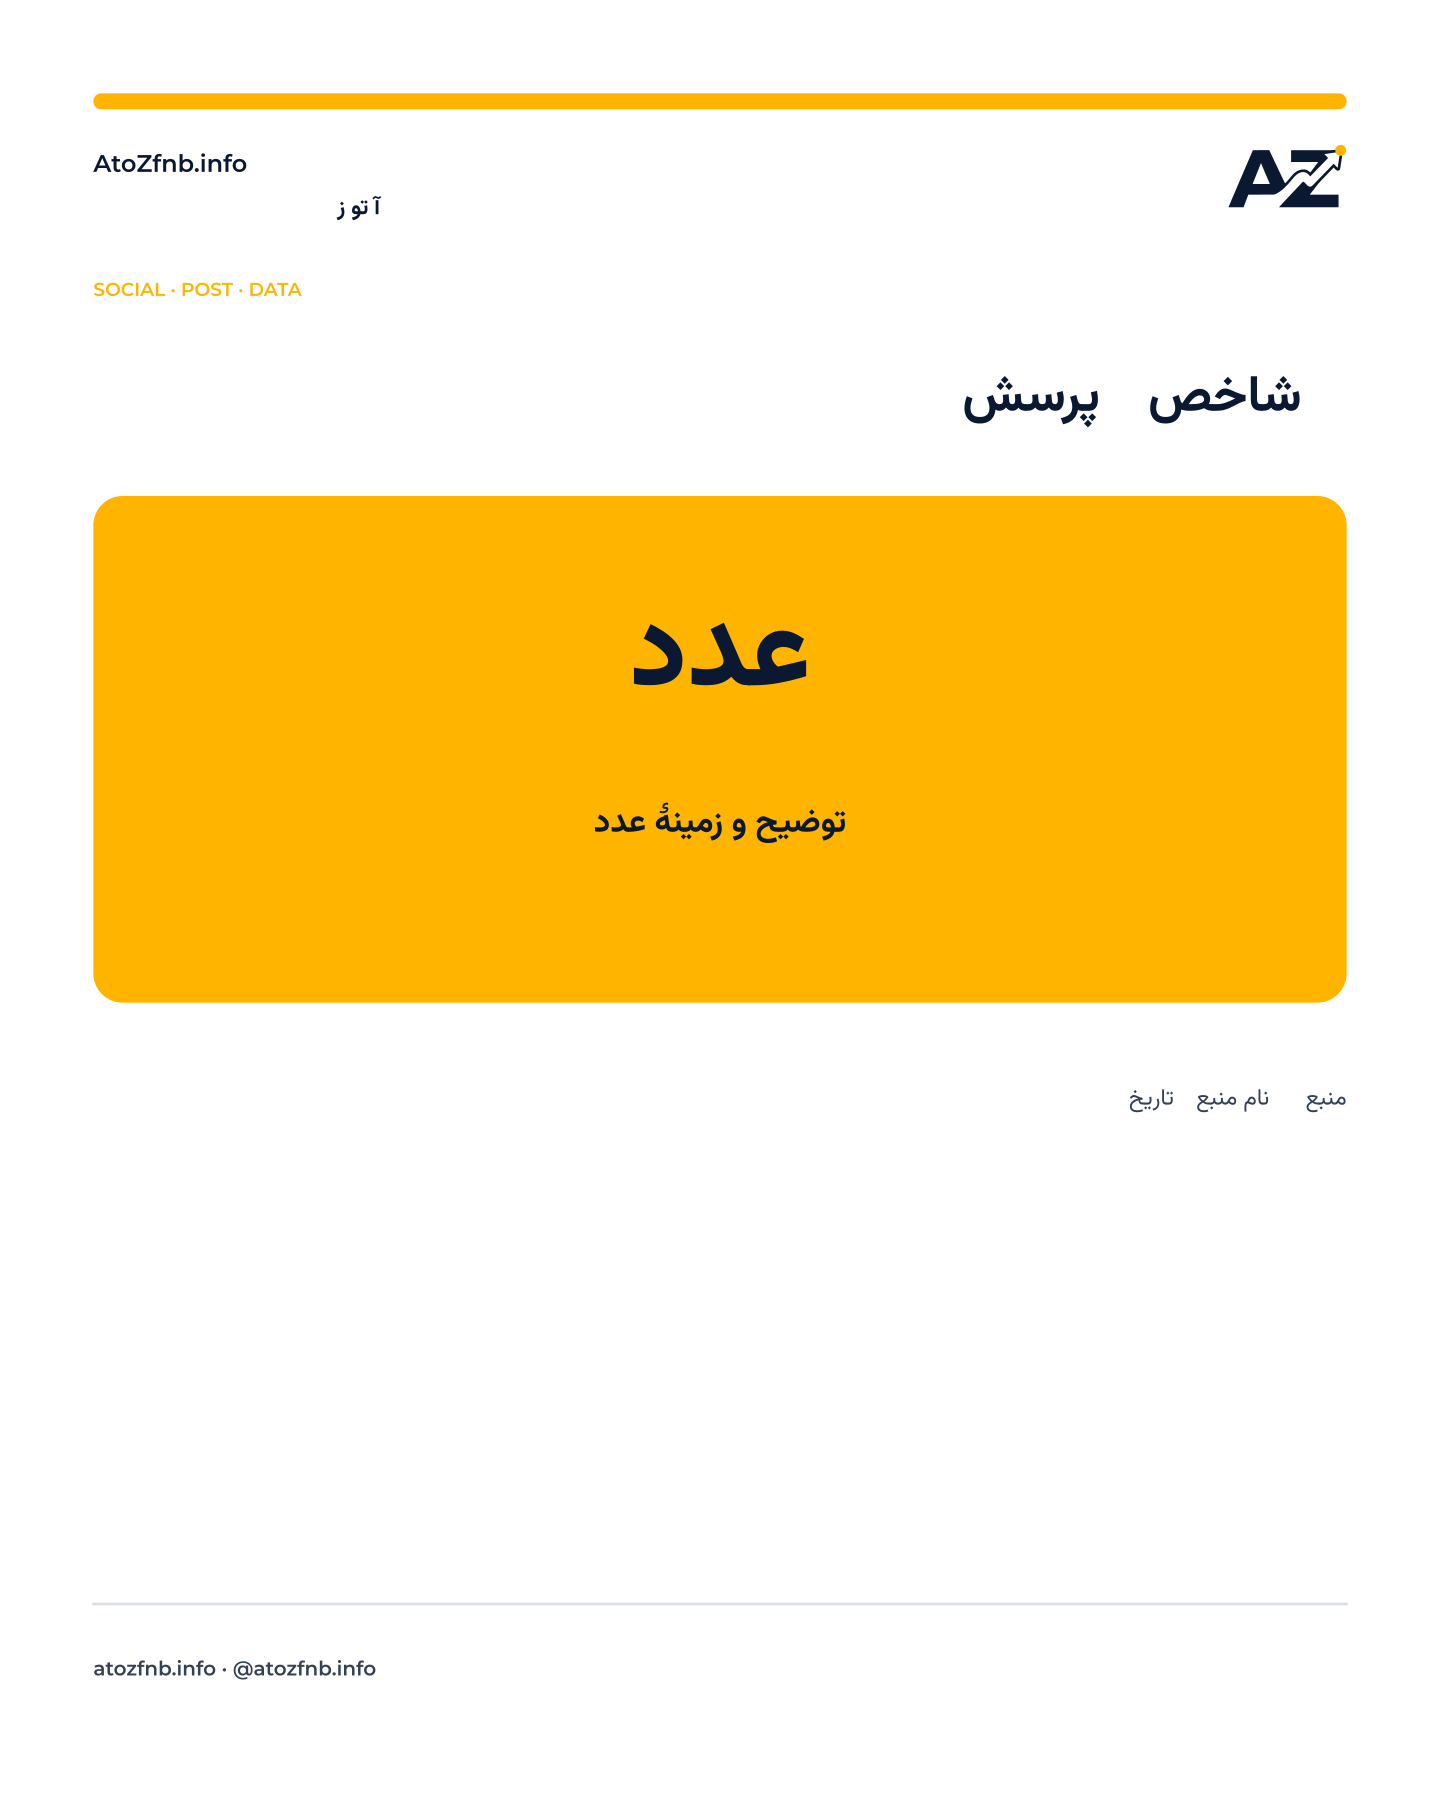 AtoZfnb.info
AZ
آ تو ز
SOCIAL · POST · DATA
شاخص پرسش
عدد
توضیح و زمینهٔ عدد
منبع نام منبع تاریخ
atozfnb.info · @atozfnb.info